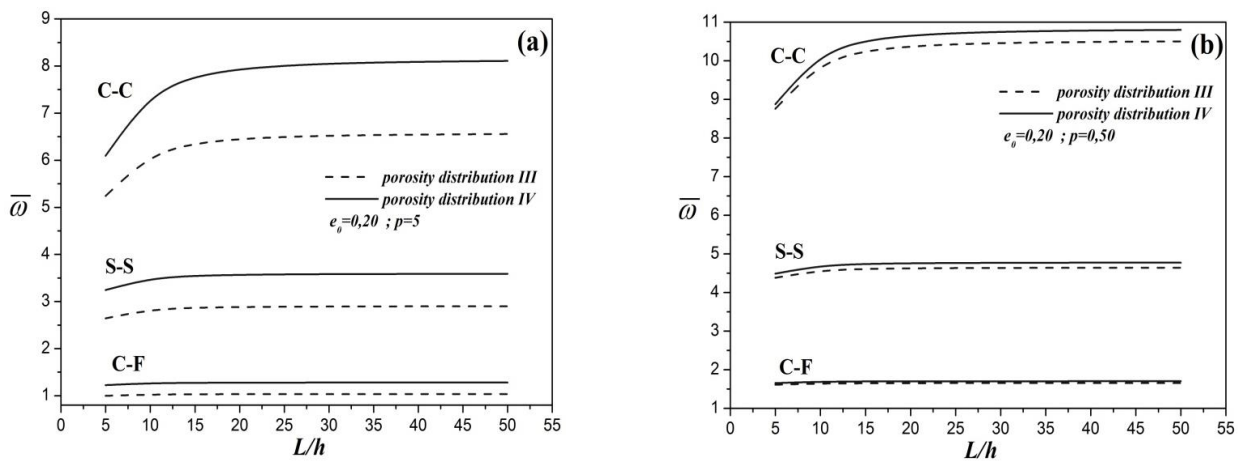 (a)
9
8
7
6
5
4
3
2
1
C-C
S-S
C-F
porosity distribution III
porosity distribution IV
e₀=0,20 ; p=5
ω̅
0 5 10 15 20 25 30 35 40 45 50 55
L/h
(b)
11
10
9
8
7
6
5
4
3
2
1
C-C
S-S
C-F
porosity distribution III
porosity distribution IV
e₀=0,20 ; p=0,50
ω̅
0 5 10 15 20 25 30 35 40 45 50 55
L/h